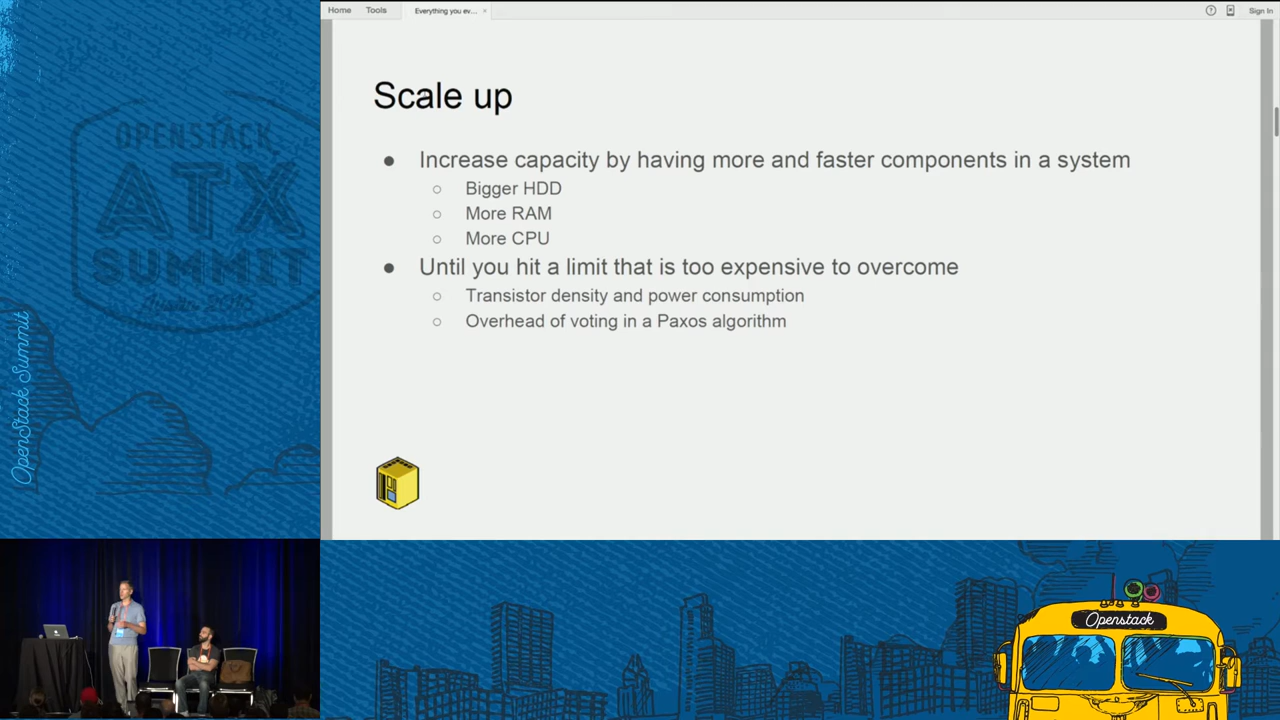 Home Tools Everything you ev... × ? Sign In
Scale up
● Increase capacity by having more and faster components in a system
○ Bigger HDD
○ More RAM
○ More CPU
● Until you hit a limit that is too expensive to overcome
○ Transistor density and power consumption
○ Overhead of voting in a Paxos algorithm
OPENSTACK
ATX
SUMMIT
Austin 2016
OpenStack Summit
Openstack